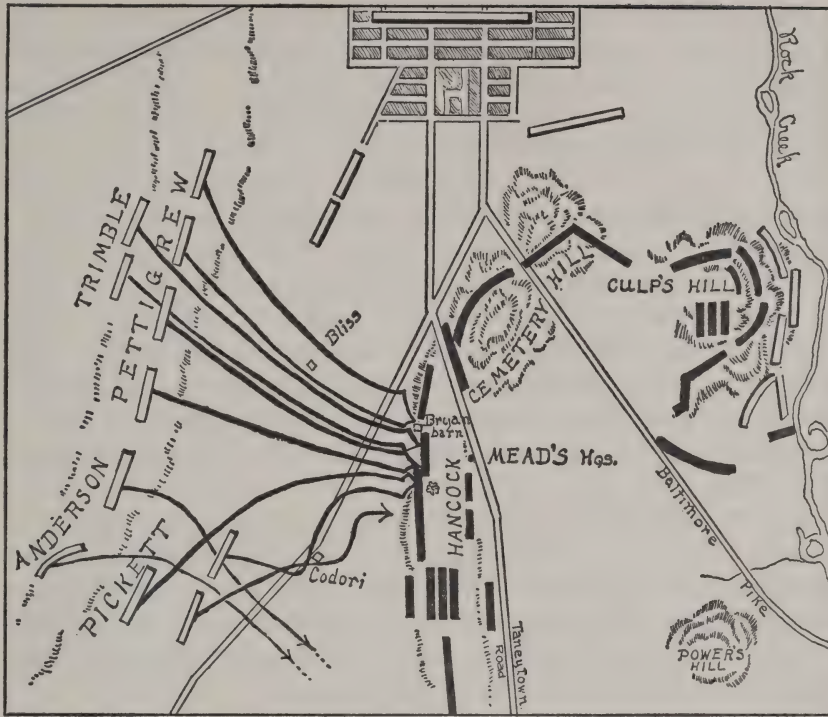 Rock Creek
TRIMBLE
PETTIGREW
Bliss
CEMETERY HILL
CULP'S HILL
Bryan
barn
MEAD'S Hqs.
HANCOCK
ANDERSON
PICKETT
Codori
Baltimore
Pike
Taneytown
Road
POWER'S
HILL